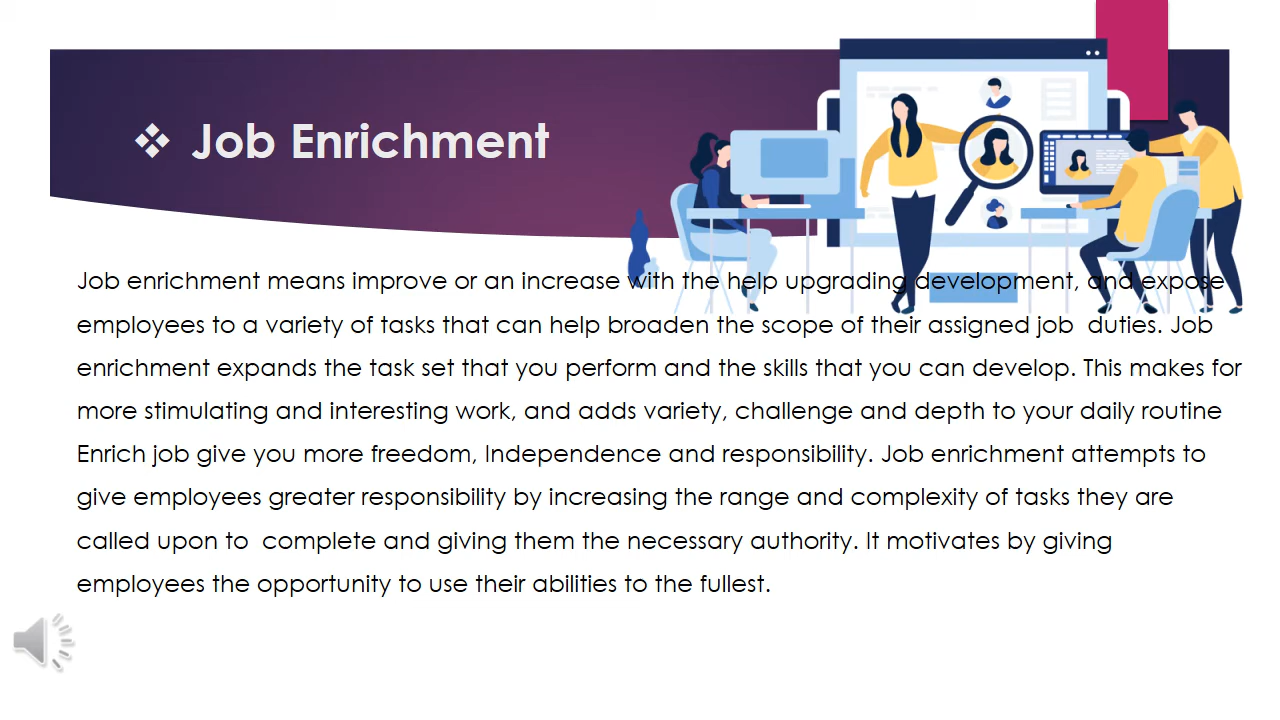 ❖ Job Enrichment
Job enrichment means improve or an increase with the help upgrading development, and expose
employees to a variety of tasks that can help broaden the scope of their assigned job  duties. Job
enrichment expands the task set that you perform and the skills that you can develop. This makes for
more stimulating and interesting work, and adds variety, challenge and depth to your daily routine
Enrich job give you more freedom, Independence and responsibility. Job enrichment attempts to
give employees greater responsibility by increasing the range and complexity of tasks they are
called upon to  complete and giving them the necessary authority. It motivates by giving
employees the opportunity to use their abilities to the fullest.